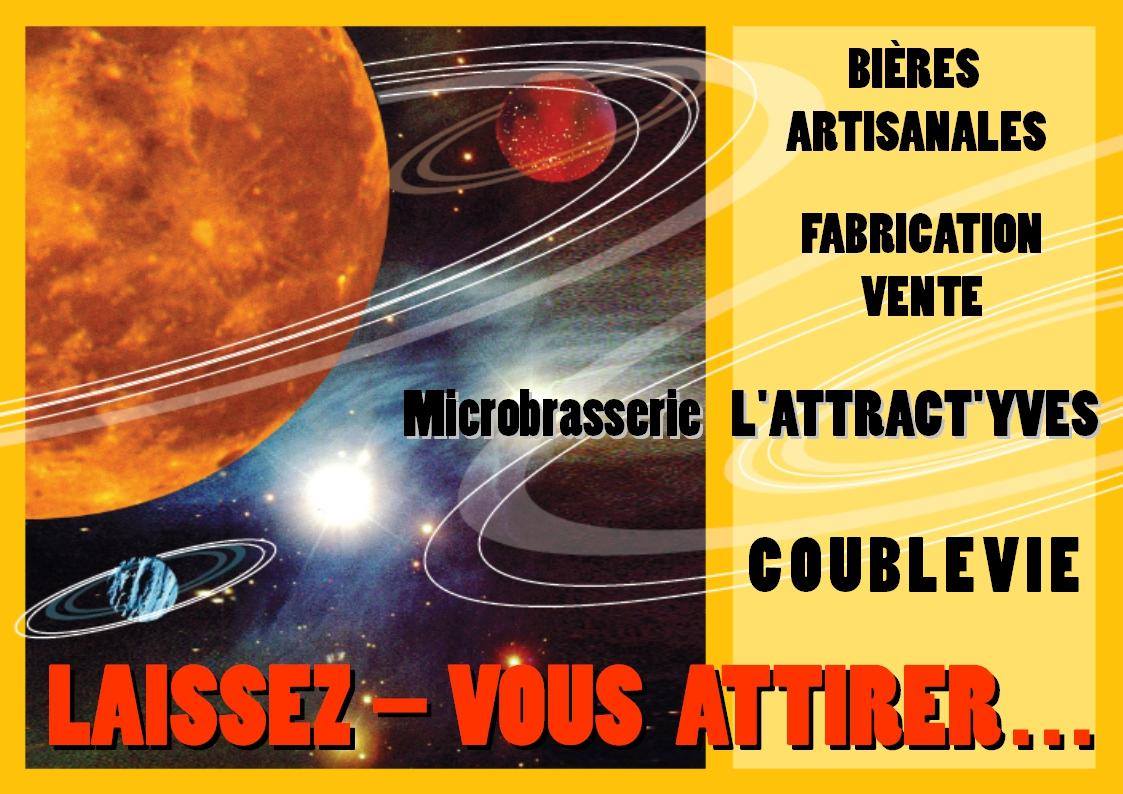 BIÈRES
ARTISANALES
FABRICATION
VENTE
Microbrasserie L'ATTRACT'YVES
COUBLEVIE
LAISSEZ – VOUS ATTIRER...